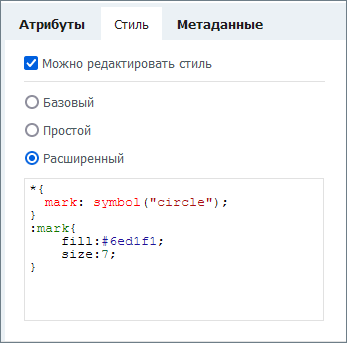 Атрибуты Стиль Метаданные
Можно редактировать стиль
Базовый
Простой
Расширенный
*{
  mark: symbol("circle");
}
:mark{
    fill:#6ed1f1;
    size:7;
}